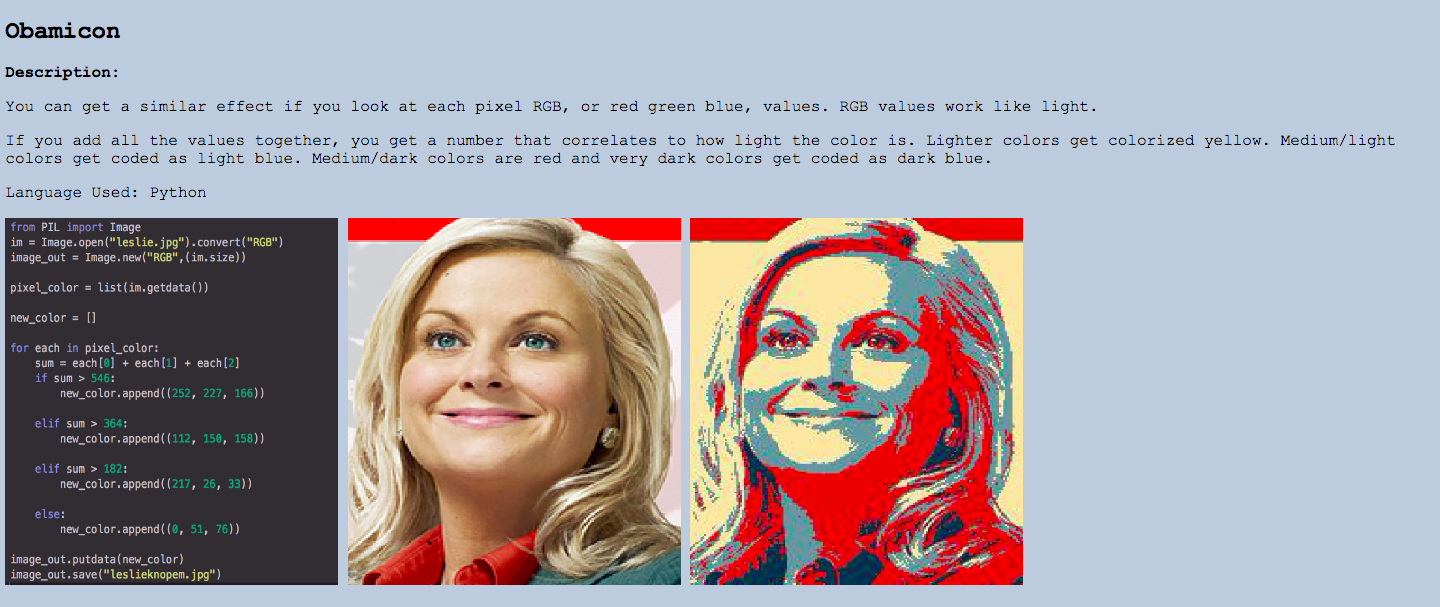 Obamicon
Description:
You can get a similar effect if you look at each pixel RGB, or red green blue, values. RGB values work like light.
If you add all the values together, you get a number that correlates to how light the color is. Lighter colors get colorized yellow. Medium/light
colors get coded as light blue. Medium/dark colors are red and very dark colors get coded as dark blue.
Language Used: Python
from PIL import Image
im = Image.open("leslie.jpg").convert("RGB")
image_out = Image.new("RGB",(im.size))
pixel_color = list(im.getdata())
new_color = []
for each in pixel_color:
    sum = each[0] + each[1] + each[2]
    if sum > 546:
        new_color.append((252, 227, 166))
    elif sum > 364:
        new_color.append((112, 150, 158))
    elif sum > 182:
        new_color.append((217, 26, 33))
    else:
        new_color.append((0, 51, 76))
image_out.putdata(new_color)
image_out.save("leslieknopem.jpg")